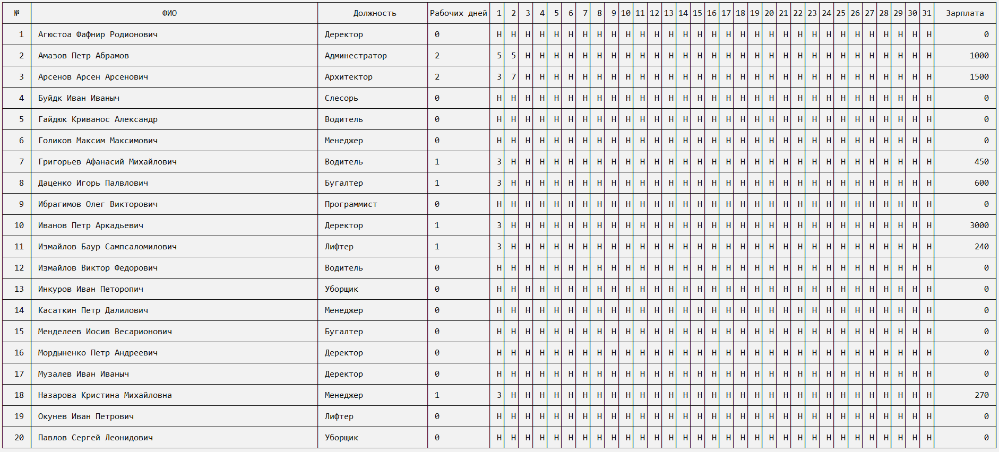 № ФИО Должность Рабочих дней 1 2 3 4 5 6 7 8 9 10 11 12 13 14 15 16 17 18 19 20 21 22 23 24 25 26 27 28 29 30 31 Зарплата
1 Агюстоа Фафнир Родионович Деректор 0 Н Н Н Н Н Н Н Н Н Н Н Н Н Н Н Н Н Н Н Н Н Н Н Н Н Н Н Н Н Н Н 0
2 Амазов Петр Абрамов Админестратор 2 5 5 Н Н Н Н Н Н Н Н Н Н Н Н Н Н Н Н Н Н Н Н Н Н Н Н Н Н Н Н Н 1000
3 Арсенов Арсен Арсенович Архитектор 2 3 7 Н Н Н Н Н Н Н Н Н Н Н Н Н Н Н Н Н Н Н Н Н Н Н Н Н Н Н Н Н 1500
4 Буйдк Иван Иваныч Слесорь 0 Н Н Н Н Н Н Н Н Н Н Н Н Н Н Н Н Н Н Н Н Н Н Н Н Н Н Н Н Н Н Н 0
5 Гайдюк Криванос Александр Водитель 0 Н Н Н Н Н Н Н Н Н Н Н Н Н Н Н Н Н Н Н Н Н Н Н Н Н Н Н Н Н Н Н 0
6 Голиков Максим Максимович Менеджер 0 Н Н Н Н Н Н Н Н Н Н Н Н Н Н Н Н Н Н Н Н Н Н Н Н Н Н Н Н Н Н Н 0
7 Григорьев Афанасий Михайлович Водитель 1 3 Н Н Н Н Н Н Н Н Н Н Н Н Н Н Н Н Н Н Н Н Н Н Н Н Н Н Н Н Н Н 450
8 Даценко Игорь Палвлович Бугалтер 1 3 Н Н Н Н Н Н Н Н Н Н Н Н Н Н Н Н Н Н Н Н Н Н Н Н Н Н Н Н Н Н 600
9 Ибрагимов Олег Викторович Программист 0 Н Н Н Н Н Н Н Н Н Н Н Н Н Н Н Н Н Н Н Н Н Н Н Н Н Н Н Н Н Н Н 0
10 Иванов Петр Аркадьевич Деректор 1 3 Н Н Н Н Н Н Н Н Н Н Н Н Н Н Н Н Н Н Н Н Н Н Н Н Н Н Н Н Н Н 3000
11 Измайлов Баур Сампсаломилович Лифтер 1 3 Н Н Н Н Н Н Н Н Н Н Н Н Н Н Н Н Н Н Н Н Н Н Н Н Н Н Н Н Н Н 240
12 Измайлов Виктор Федорович Водитель 0 Н Н Н Н Н Н Н Н Н Н Н Н Н Н Н Н Н Н Н Н Н Н Н Н Н Н Н Н Н Н Н 0
13 Инкуров Иван Петоропич Уборщик 0 Н Н Н Н Н Н Н Н Н Н Н Н Н Н Н Н Н Н Н Н Н Н Н Н Н Н Н Н Н Н Н 0
14 Касаткин Петр Далилович Менеджер 0 Н Н Н Н Н Н Н Н Н Н Н Н Н Н Н Н Н Н Н Н Н Н Н Н Н Н Н Н Н Н Н 0
15 Менделеев Иосив Весарионович Бугалтер 0 Н Н Н Н Н Н Н Н Н Н Н Н Н Н Н Н Н Н Н Н Н Н Н Н Н Н Н Н Н Н Н 0
16 Мордыненко Петр Андреевич Деректор 0 Н Н Н Н Н Н Н Н Н Н Н Н Н Н Н Н Н Н Н Н Н Н Н Н Н Н Н Н Н Н Н 0
17 Музалев Иван Иваныч Деректор 0 Н Н Н Н Н Н Н Н Н Н Н Н Н Н Н Н Н Н Н Н Н Н Н Н Н Н Н Н Н Н Н 0
18 Назарова Кристина Михайловна Менеджер 1 3 Н Н Н Н Н Н Н Н Н Н Н Н Н Н Н Н Н Н Н Н Н Н Н Н Н Н Н Н Н Н 270
19 Окунев Иван Петрович Лифтер 0 Н Н Н Н Н Н Н Н Н Н Н Н Н Н Н Н Н Н Н Н Н Н Н Н Н Н Н Н Н Н Н 0
20 Павлов Сергей Леонидович Уборщик 0 Н Н Н Н Н Н Н Н Н Н Н Н Н Н Н Н Н Н Н Н Н Н Н Н Н Н Н Н Н Н Н 0